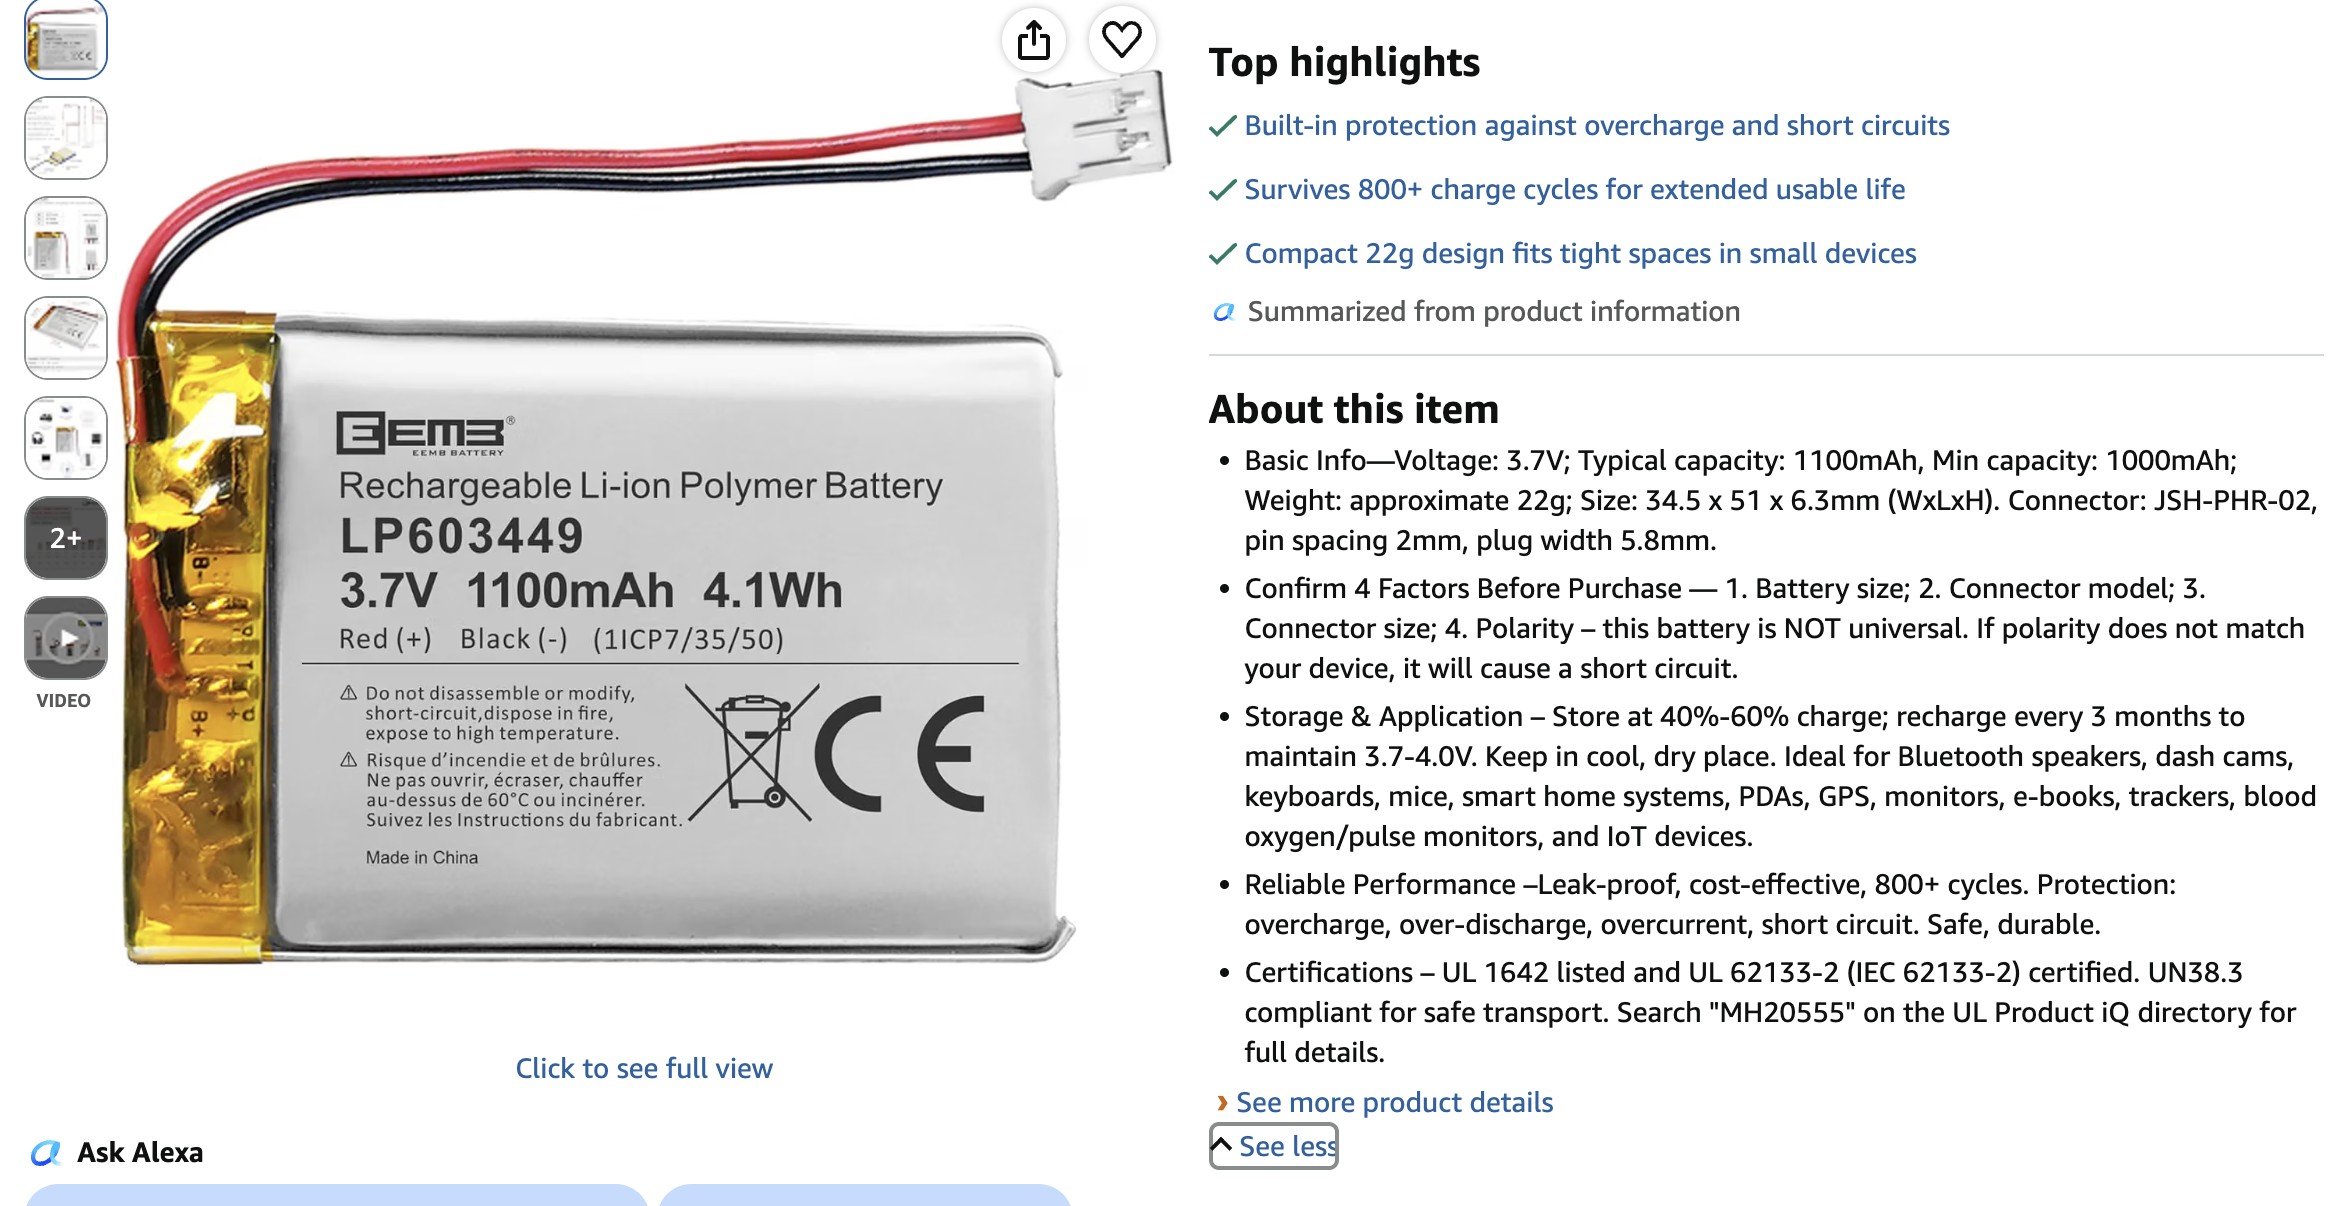 2+
VIDEO
EEMB®
EEMB BATTERY
Rechargeable Li-ion Polymer Battery
LP603449
3.7V 1100mAh 4.1Wh
Red (+) Black (-) (1ICP7/35/50)
⚠ Do not disassemble or modify,
short-circuit,dispose in fire,
expose to high temperature.
⚠ Risque d'incendie et de brûlures.
Ne pas ouvrir, écraser, chauffer
au-dessus de 60°C ou incinérer.
Suivez les Instructions du fabricant.
Made in China
CE
B-
B+
Click to see full view
Ask Alexa
Top highlights
Built-in protection against overcharge and short circuits
Survives 800+ charge cycles for extended usable life
Compact 22g design fits tight spaces in small devices
Summarized from product information
About this item
• Basic Info—Voltage: 3.7V; Typical capacity: 1100mAh, Min capacity: 1000mAh;
Weight: approximate 22g; Size: 34.5 x 51 x 6.3mm (WxLxH). Connector: JSH-PHR-02,
pin spacing 2mm, plug width 5.8mm.
• Confirm 4 Factors Before Purchase — 1. Battery size; 2. Connector model; 3.
Connector size; 4. Polarity – this battery is NOT universal. If polarity does not match
your device, it will cause a short circuit.
• Storage & Application – Store at 40%-60% charge; recharge every 3 months to
maintain 3.7-4.0V. Keep in cool, dry place. Ideal for Bluetooth speakers, dash cams,
keyboards, mice, smart home systems, PDAs, GPS, monitors, e-books, trackers, blood
oxygen/pulse monitors, and IoT devices.
• Reliable Performance –Leak-proof, cost-effective, 800+ cycles. Protection:
overcharge, over-discharge, overcurrent, short circuit. Safe, durable.
• Certifications – UL 1642 listed and UL 62133-2 (IEC 62133-2) certified. UN38.3
compliant for safe transport. Search "MH20555" on the UL Product iQ directory for
full details.
› See more product details
See less